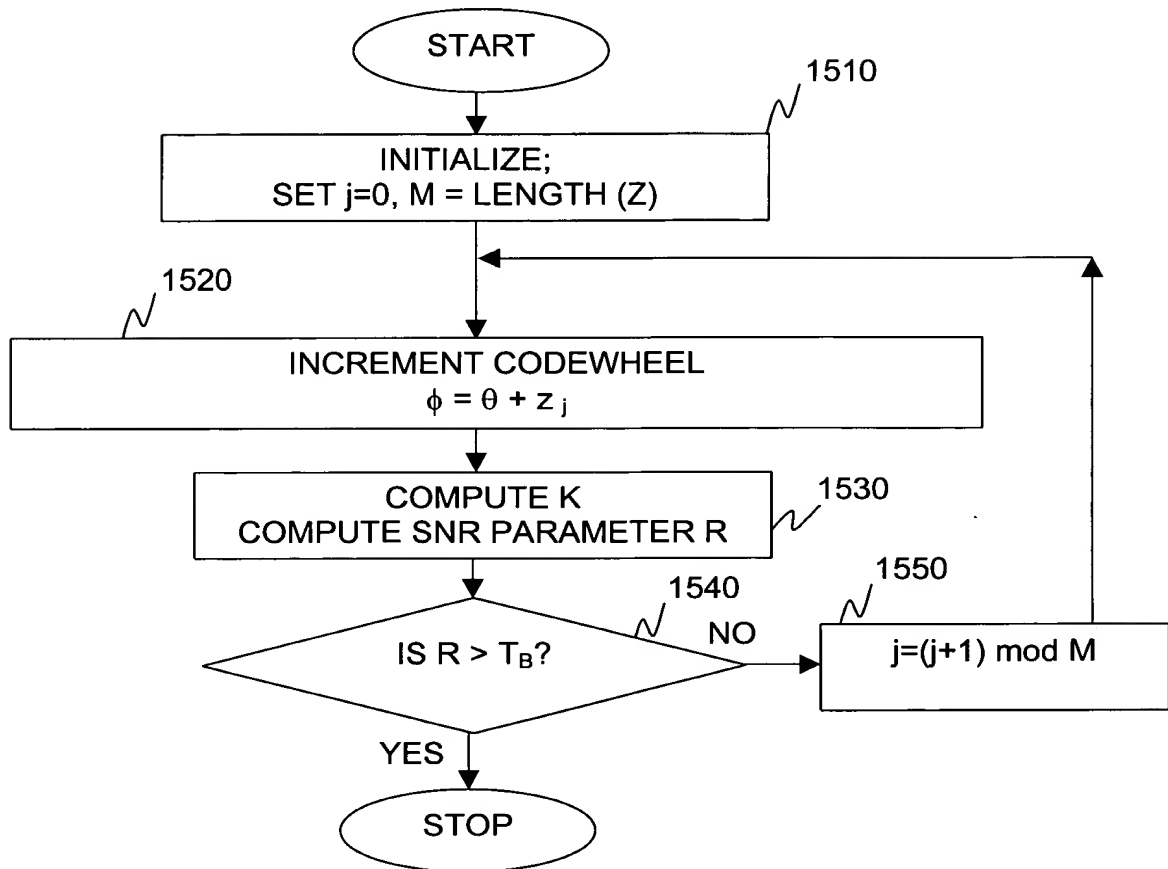 START
1510
INITIALIZE;
SET j=0, M = LENGTH (Z)
1520
INCREMENT CODEWHEEL
ϕ = θ + z j
COMPUTE K
COMPUTE SNR PARAMETER R
1530
1540
IS R > TB?
NO
1550
j=(j+1) mod M
YES
STOP